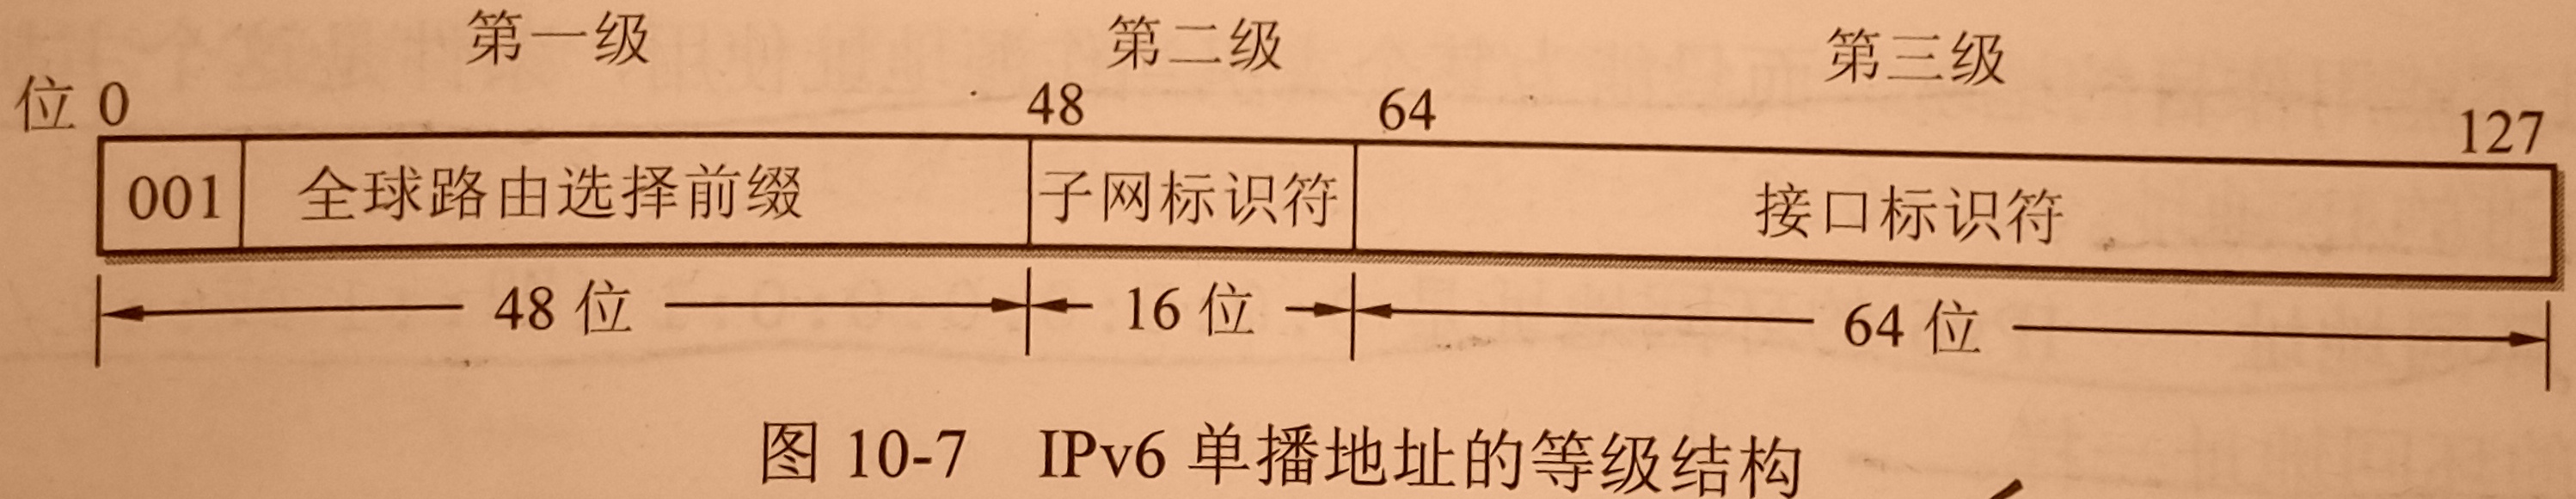 第一级 第二级 第三级
位 0 48 64 127
001 全球路由选择前缀 子网标识符 接口标识符
48 位 16 位 64 位
图 10-7 IPv6 单播地址的等级结构